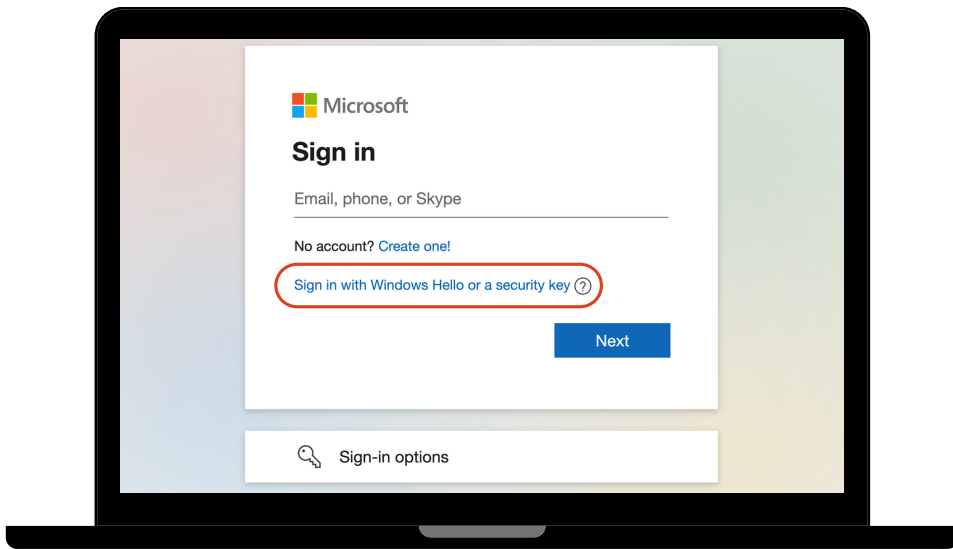 Microsoft
Sign in
Email, phone, or Skype
No account? Create one!
Sign in with Windows Hello or a security key ?
Next
Sign-in options